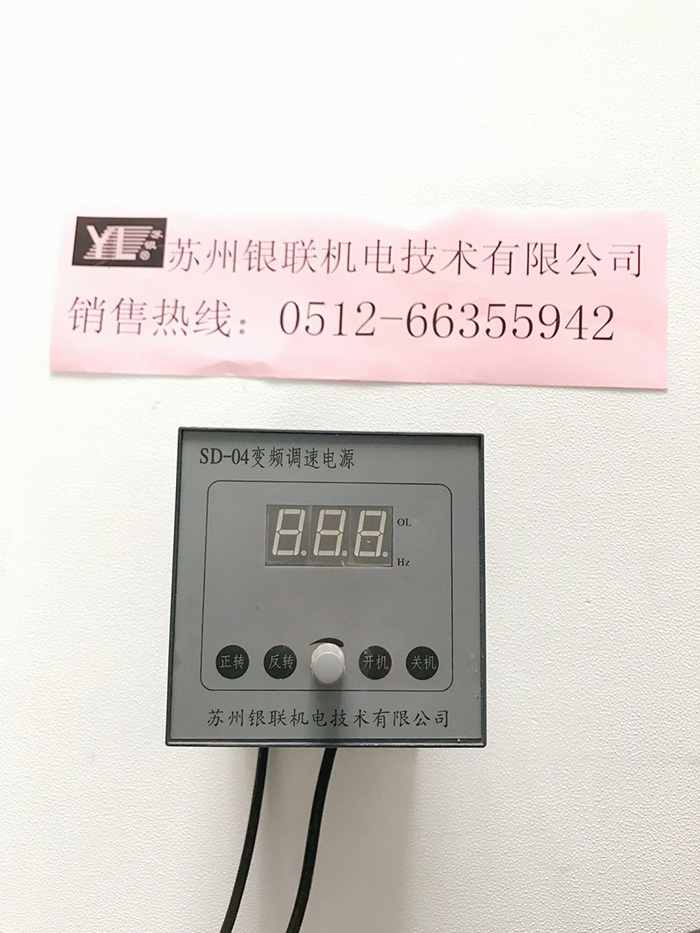 YL 苏银®
苏州银联机电技术有限公司
销售热线：0512-66355942
SD-04变频调速电源
8.8.8.
OL
Hz
正转 反转 开机 关机
苏州银联机电技术有限公司